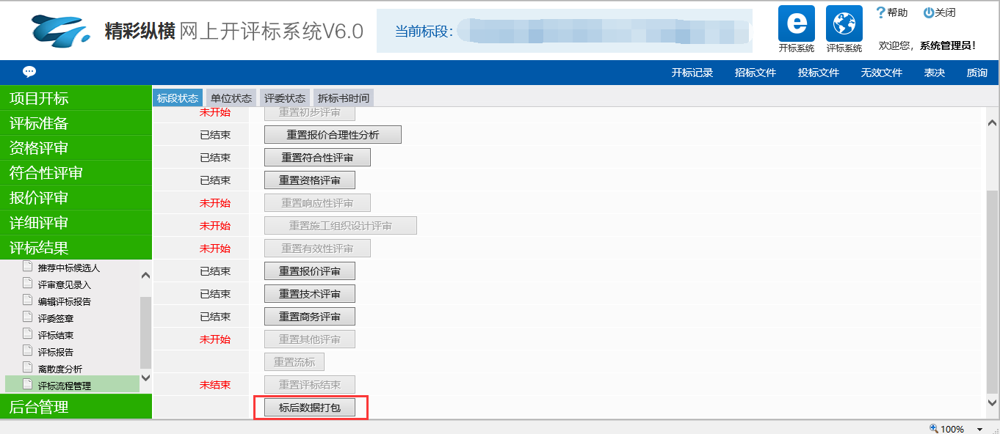 精彩纵横 网上开评标系统V6.0
当前标段：
开标系统
评标系统
帮助
关闭
欢迎您，系统管理员！
开标记录 招标文件 投标文件 无效文件 表决 质询
项目开标
评标准备
资格评审
符合性评审
报价评审
详细评审
评标结果
推荐中标候选人
评审意见录入
编辑评标报告
评委签章
评标结束
评标报告
离散度分析
评标流程管理
后台管理
标段状态 单位状态 评委状态 拆标书时间
未开始 重置初步评审
已结束 重置报价合理性分析
已结束 重置符合性评审
已结束 重置资格评审
未开始 重置响应性评审
未开始 重置施工组织设计评审
未开始 重置有效性评审
已结束 重置报价评审
已结束 重置技术评审
已结束 重置商务评审
未开始 重置其他评审
重置流标
未结束 重置评标结束
标后数据打包
100%